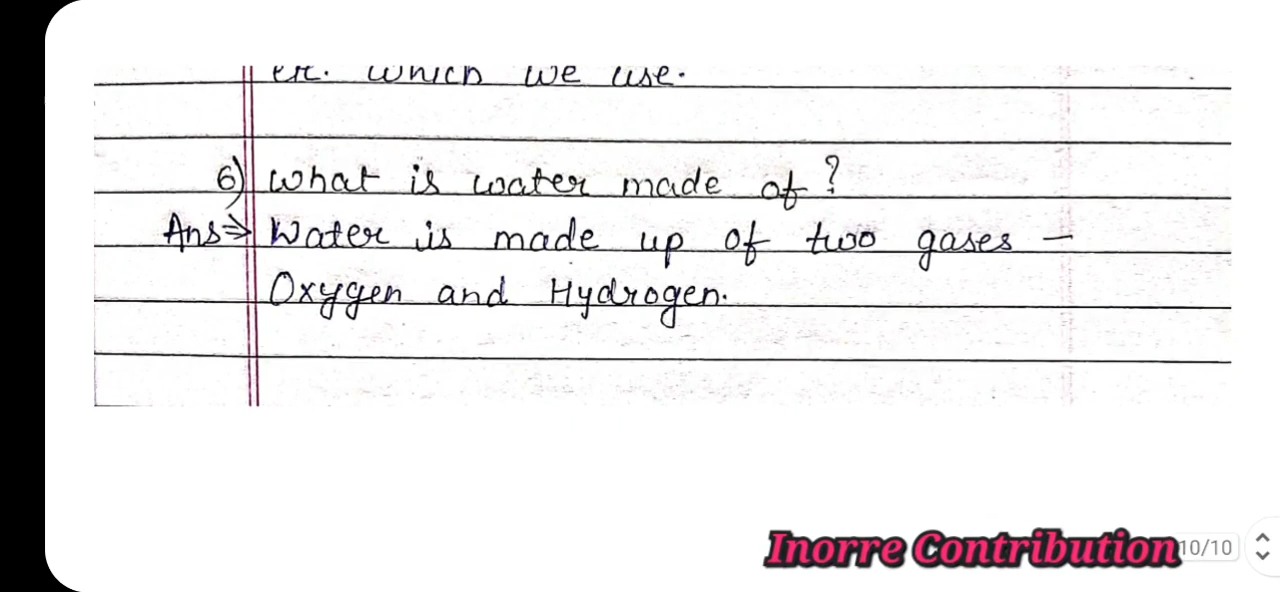 etc. which we use.
6) What is water made of?
Ans⇒ Water is made up of two gases –
Oxygen and Hydrogen.
Inorre Contribution
10/10